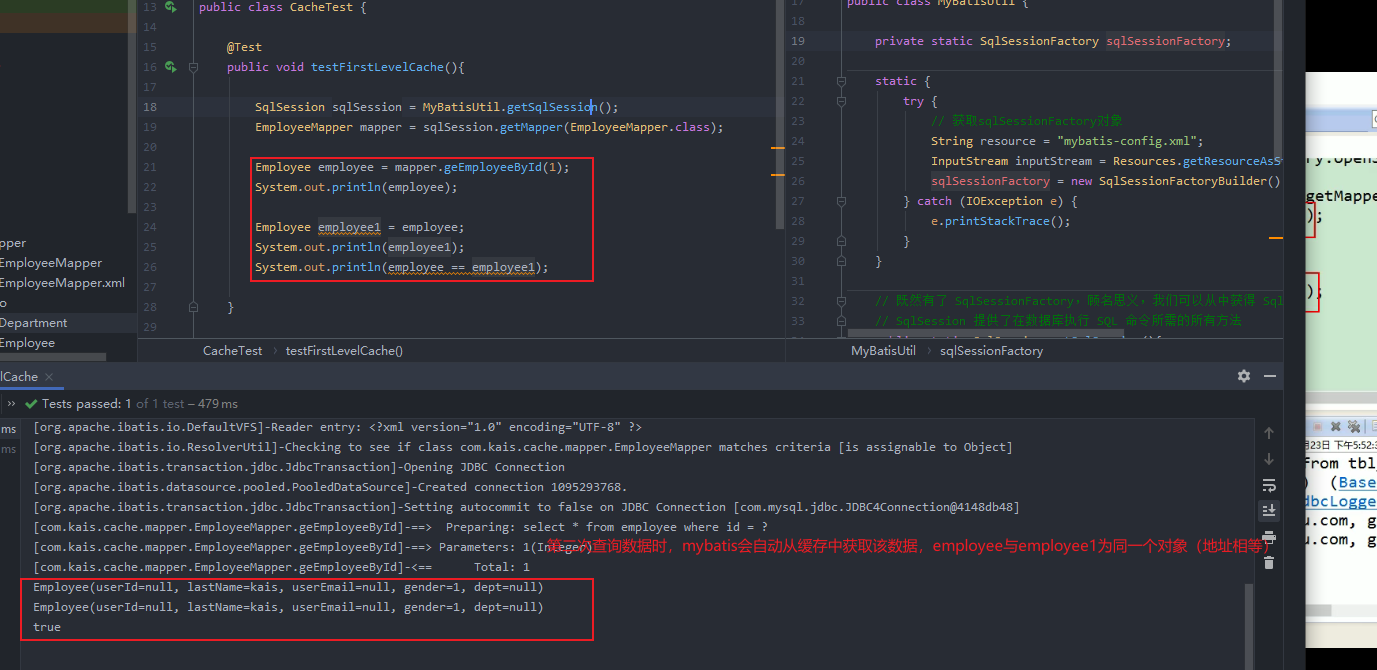 13 public class CacheTest {
14
15 @Test
16 public void testFirstLevelCache(){
17
18 SqlSession sqlSession = MyBatisUtil.getSqlSession();
19 EmployeeMapper mapper = sqlSession.getMapper(EmployeeMapper.class);
20
21 Employee employee = mapper.geEmployeeById(1);
22 System.out.println(employee);
23
24 Employee employee1 = employee;
25 System.out.println(employee1);
26 System.out.println(employee == employee1);
27
28 }
29
17 public class MyBatisUtil {
18
19 private static SqlSessionFactory sqlSessionFactory;
20
21 static {
22 try {
23 // 获取sqlSessionFactory对象
24 String resource = "mybatis-config.xml";
25 InputStream inputStream = Resources.getResourceAsS
26 sqlSessionFactory = new SqlSessionFactoryBuilder()
27 } catch (IOException e) {
28 e.printStackTrace();
29 }
30 }
31
32 // 既然有了 SqlSessionFactory，顾名思义，我们可以从中获得 Sql
33 // SqlSession 提供了在数据库执行 SQL 命令所需的所有方法
pper
EmployeeMapper
EmployeeMapper.xml
o
Department
Employee
CacheTest › testFirstLevelCache()
MyBatisUtil › sqlSessionFactory
lCache ×
» Tests passed: 1 of 1 test – 479 ms
ms
ms
[org.apache.ibatis.io.DefaultVFS]-Reader entry: <?xml version="1.0" encoding="UTF-8" ?>
[org.apache.ibatis.io.ResolverUtil]-Checking to see if class com.kais.cache.mapper.EmployeeMapper matches criteria [is assignable to Object]
[org.apache.ibatis.transaction.jdbc.JdbcTransaction]-Opening JDBC Connection
[org.apache.ibatis.datasource.pooled.PooledDataSource]-Created connection 1095293768.
[org.apache.ibatis.transaction.jdbc.JdbcTransaction]-Setting autocommit to false on JDBC Connection [com.mysql.jdbc.JDBC4Connection@4148db48]
[com.kais.cache.mapper.EmployeeMapper.geEmployeeById]-==> Preparing: select * from employee where id = ?
[com.kais.cache.mapper.EmployeeMapper.geEmployeeById]-==> Parameters: 1(Integer)
第二次查询数据时，mybatis会自动从缓存中获取该数据，employee与employee1为同一个对象（地址相等）
[com.kais.cache.mapper.EmployeeMapper.geEmployeeById]-<== Total: 1
Employee(userId=null, lastName=kais, userEmail=null, gender=1, dept=null)
Employee(userId=null, lastName=kais, userEmail=null, gender=1, dept=null)
true
ry.openS
getMappe
);
);
月23日 下午5:52:3
from tbl
) (Base
dbcLogge
u.com, g
u.com, g